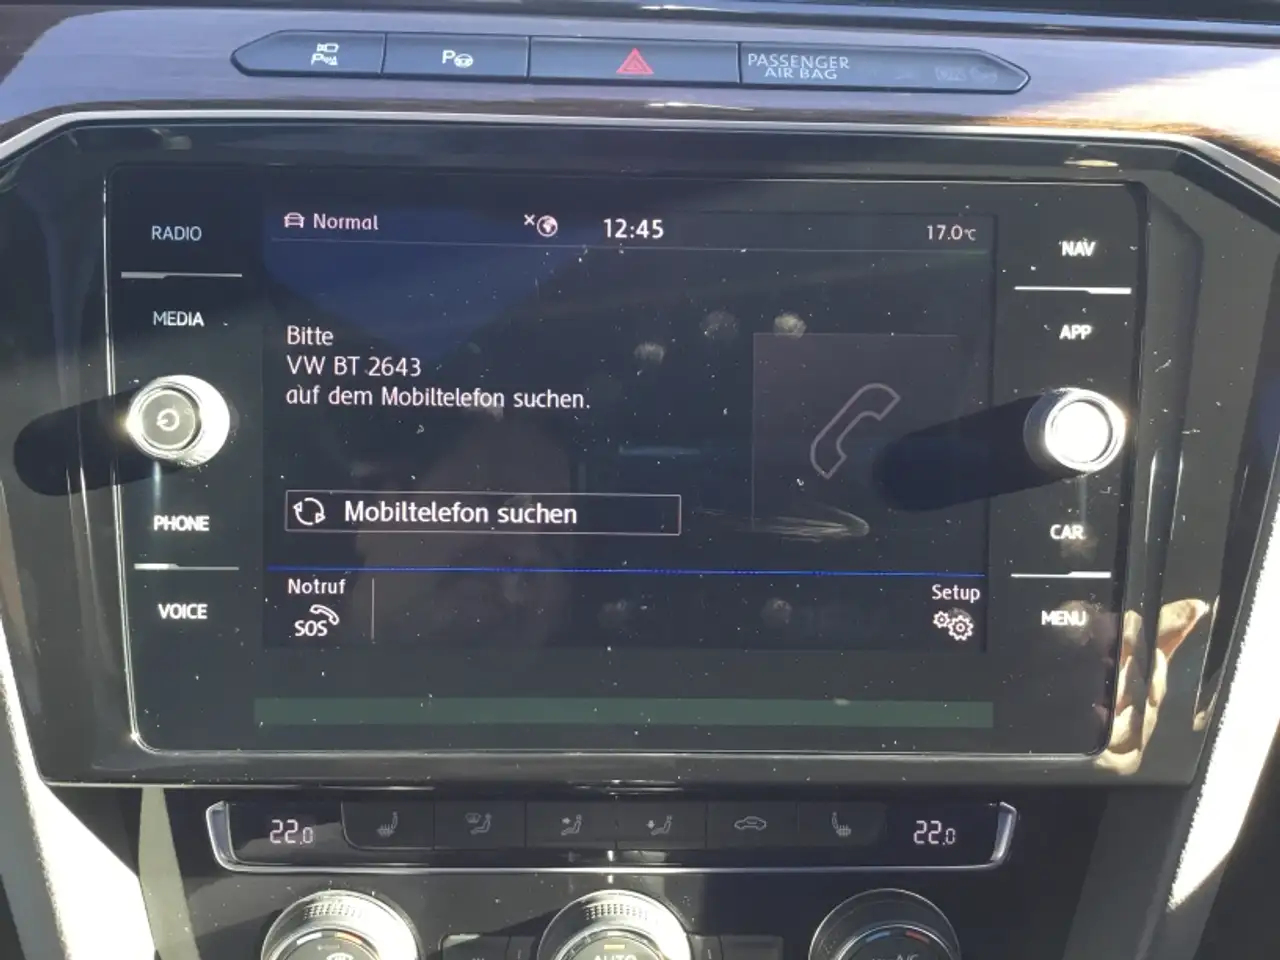 P
P
PASSENGER
AIR BAG
RADIO
MEDIA
PHONE
VOICE
Normal
12:45
17.0°C
Bitte
VW BT 2643
auf dem Mobiltelefon suchen.
Mobiltelefon suchen
Notruf
SOS
Setup
NAV
APP
CAR
MENU
22.0
22.0
AUTO